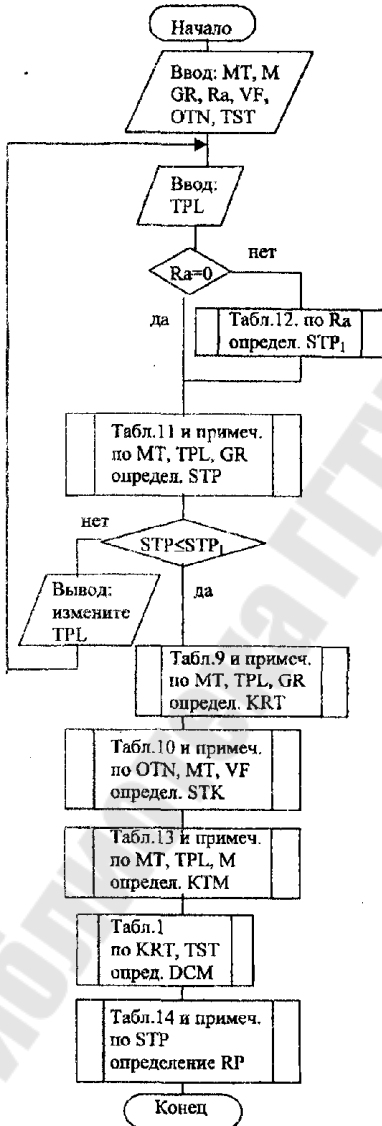 Начало
Ввод: MT, M
GR, Ra, VF,
OTN, TST
Ввод:
TPL
нет
Ra=0
да
Табл.12. по Ra
определ. STP₁
Табл.11 и примеч.
по MT, TPL, GR
определ. STP
нет
STP≤STP₁
Вывод:
измените
TPL
да
Табл.9 и примеч.
по MT, TPL, GR
определ. KRT
Табл.10 и примеч.
по OTN, MT, VF
определ. STK
Табл.13 и примеч.
по MT, TPL, M
определ. KTM
Табл.1
по KRT, TST
опред. DCM
Табл.14 и примеч.
по STP
определение RP
Конец